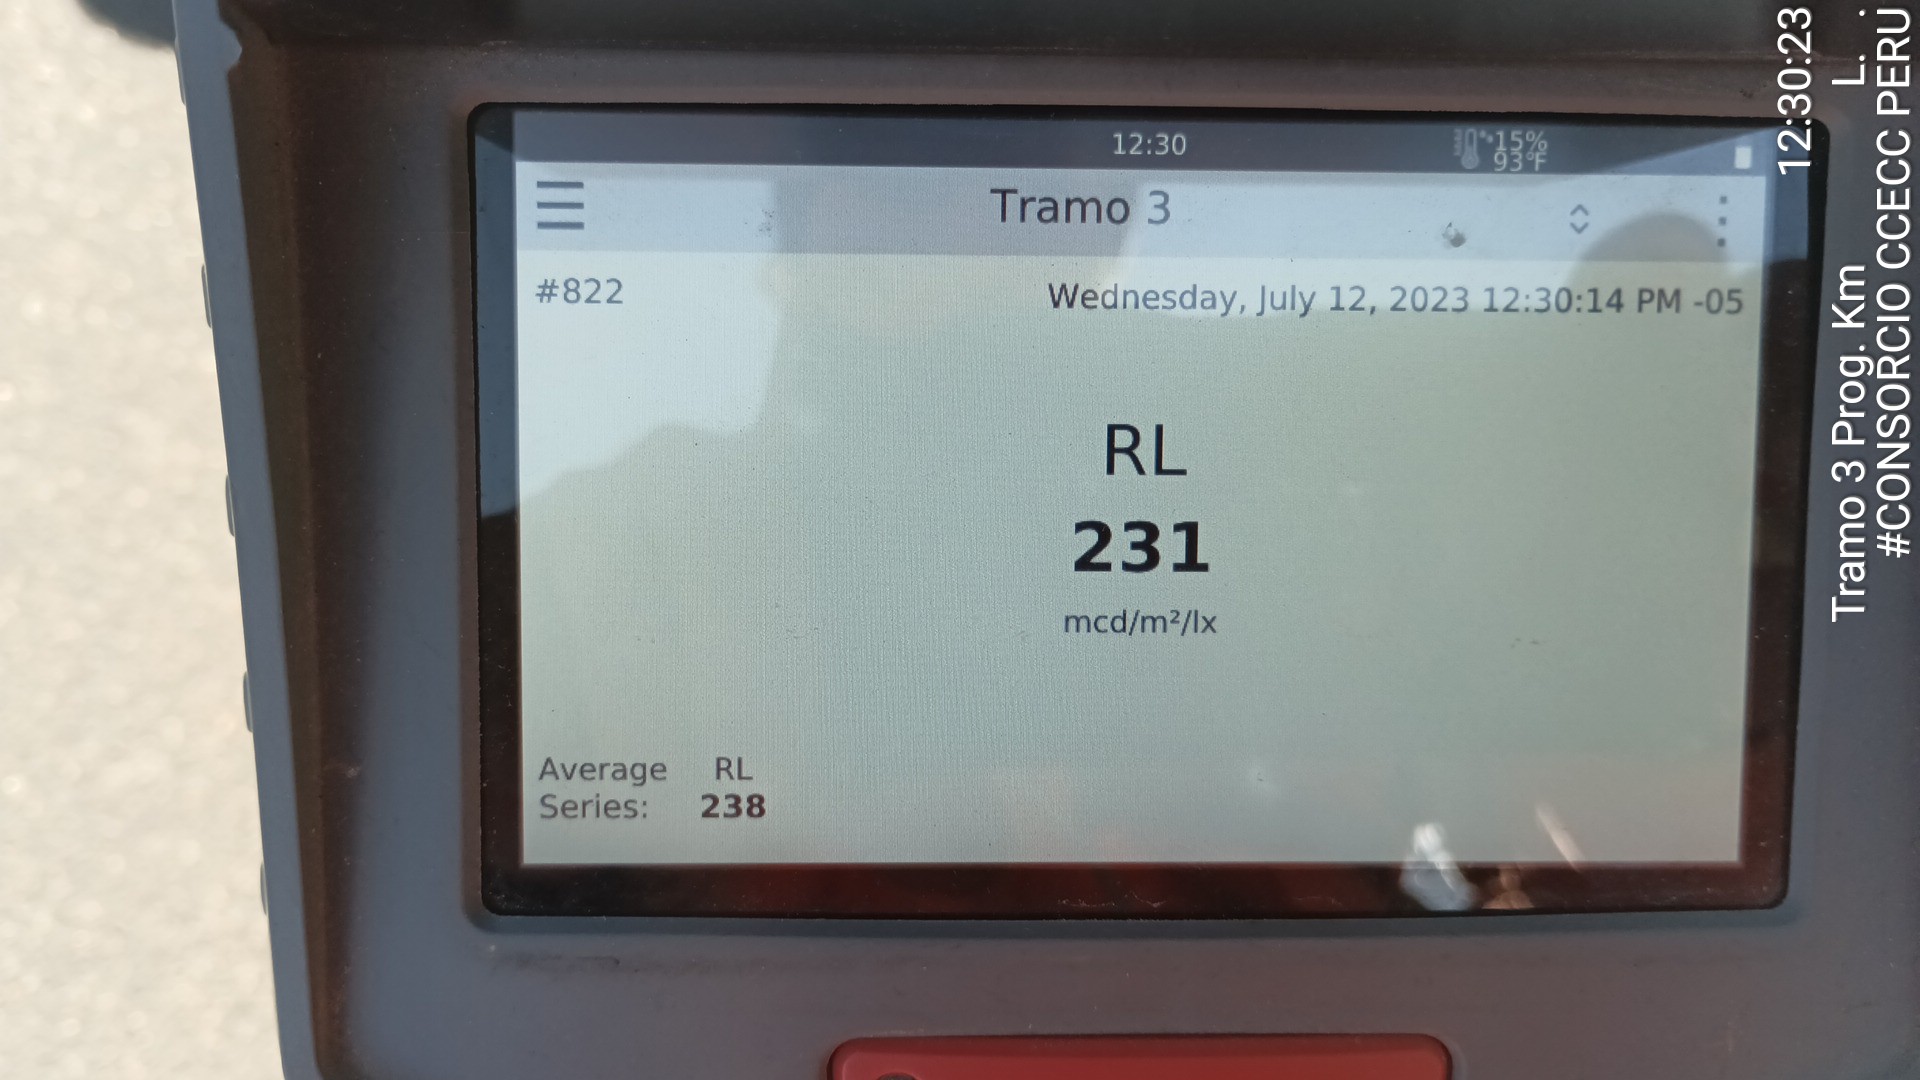 12:30
15%
93°F
Tramo 3
#822
Wednesday, July 12, 2023 12:30:14 PM -05
RL
231
mcd/m²/lx
Average RL
Series: 238
12:30:23
Tramo 3 Prog. Km L. .
#CONSORCIO CCECC PERU